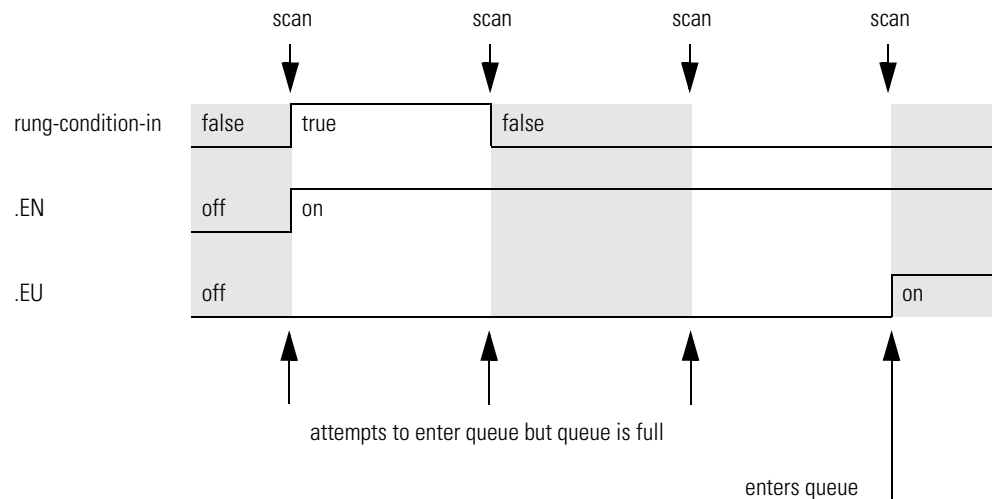 scan scan scan scan
rung-condition-in false true false
.EN off on
.EU off on
attempts to enter queue but queue is full
enters queue